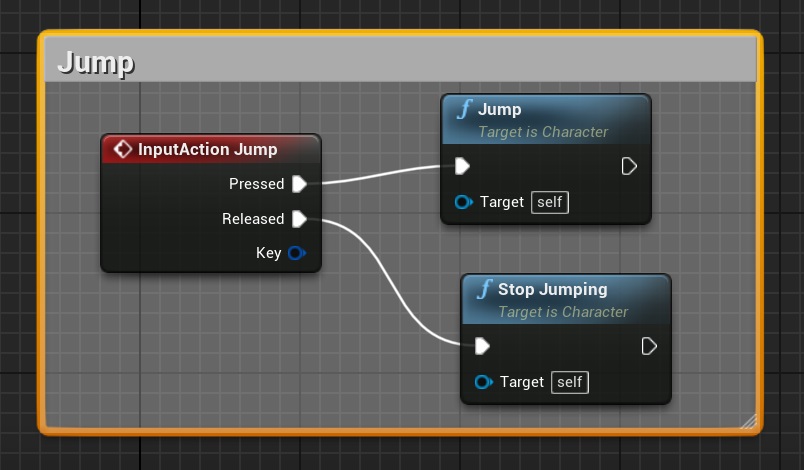 Jump
InputAction Jump
Pressed
Released
Key
f Jump
Target is Character
Target self
f Stop Jumping
Target is Character
Target self